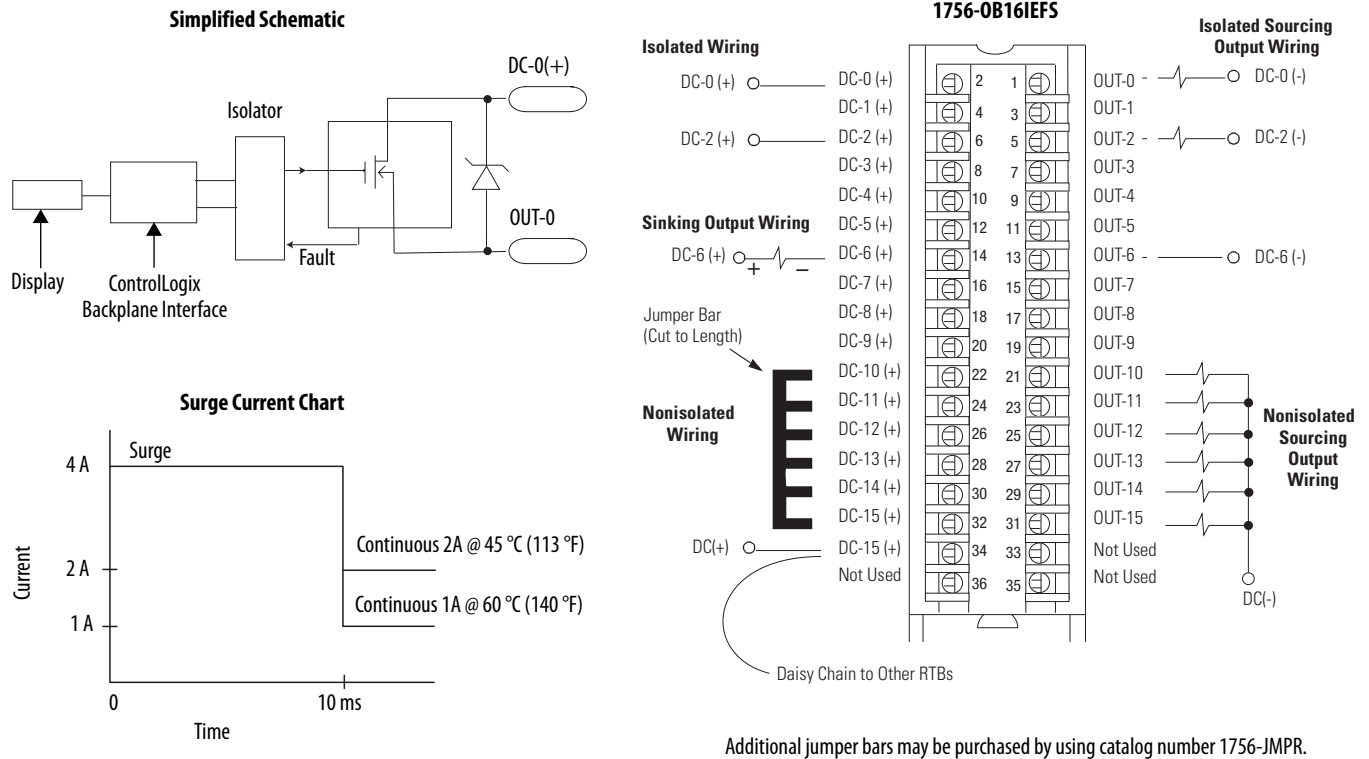 Simplified Schematic
DC-0(+)
Isolator
OUT-0
Fault
Display
ControlLogix
Backplane Interface
Surge Current Chart
Surge
4 A
2 A
1 A
Current
Continuous 2A @ 45 °C (113 °F)
Continuous 1A @ 60 °C (140 °F)
0
10 ms
Time
1756-OB16IEFS
Isolated Wiring
Isolated Sourcing
Output Wiring
DC-0 (+) DC-0 (+) 2 1 OUT-0 DC-0 (-)
DC-1 (+) 4 3 OUT-1
DC-2 (+) DC-2 (+) 6 5 OUT-2 DC-2 (-)
DC-3 (+) 8 7 OUT-3
DC-4 (+) 10 9 OUT-4
Sinking Output Wiring
DC-5 (+) 12 11 OUT-5
DC-6 (+) + – DC-6 (+) 14 13 OUT-6 DC-6 (-)
DC-7 (+) 16 15 OUT-7
Jumper Bar
(Cut to Length)
DC-8 (+) 18 17 OUT-8
DC-9 (+) 20 19 OUT-9
DC-10 (+) 22 21 OUT-10
DC-11 (+) 24 23 OUT-11
Nonisolated
Wiring
DC-12 (+) 26 25 OUT-12
DC-13 (+) 28 27 OUT-13
DC-14 (+) 30 29 OUT-14
DC-15 (+) 32 31 OUT-15
Nonisolated
Sourcing
Output
Wiring
DC(+) DC-15 (+) 34 33 Not Used
Not Used 36 35 Not Used
DC(-)
Daisy Chain to Other RTBs
Additional jumper bars may be purchased by using catalog number 1756-JMPR.